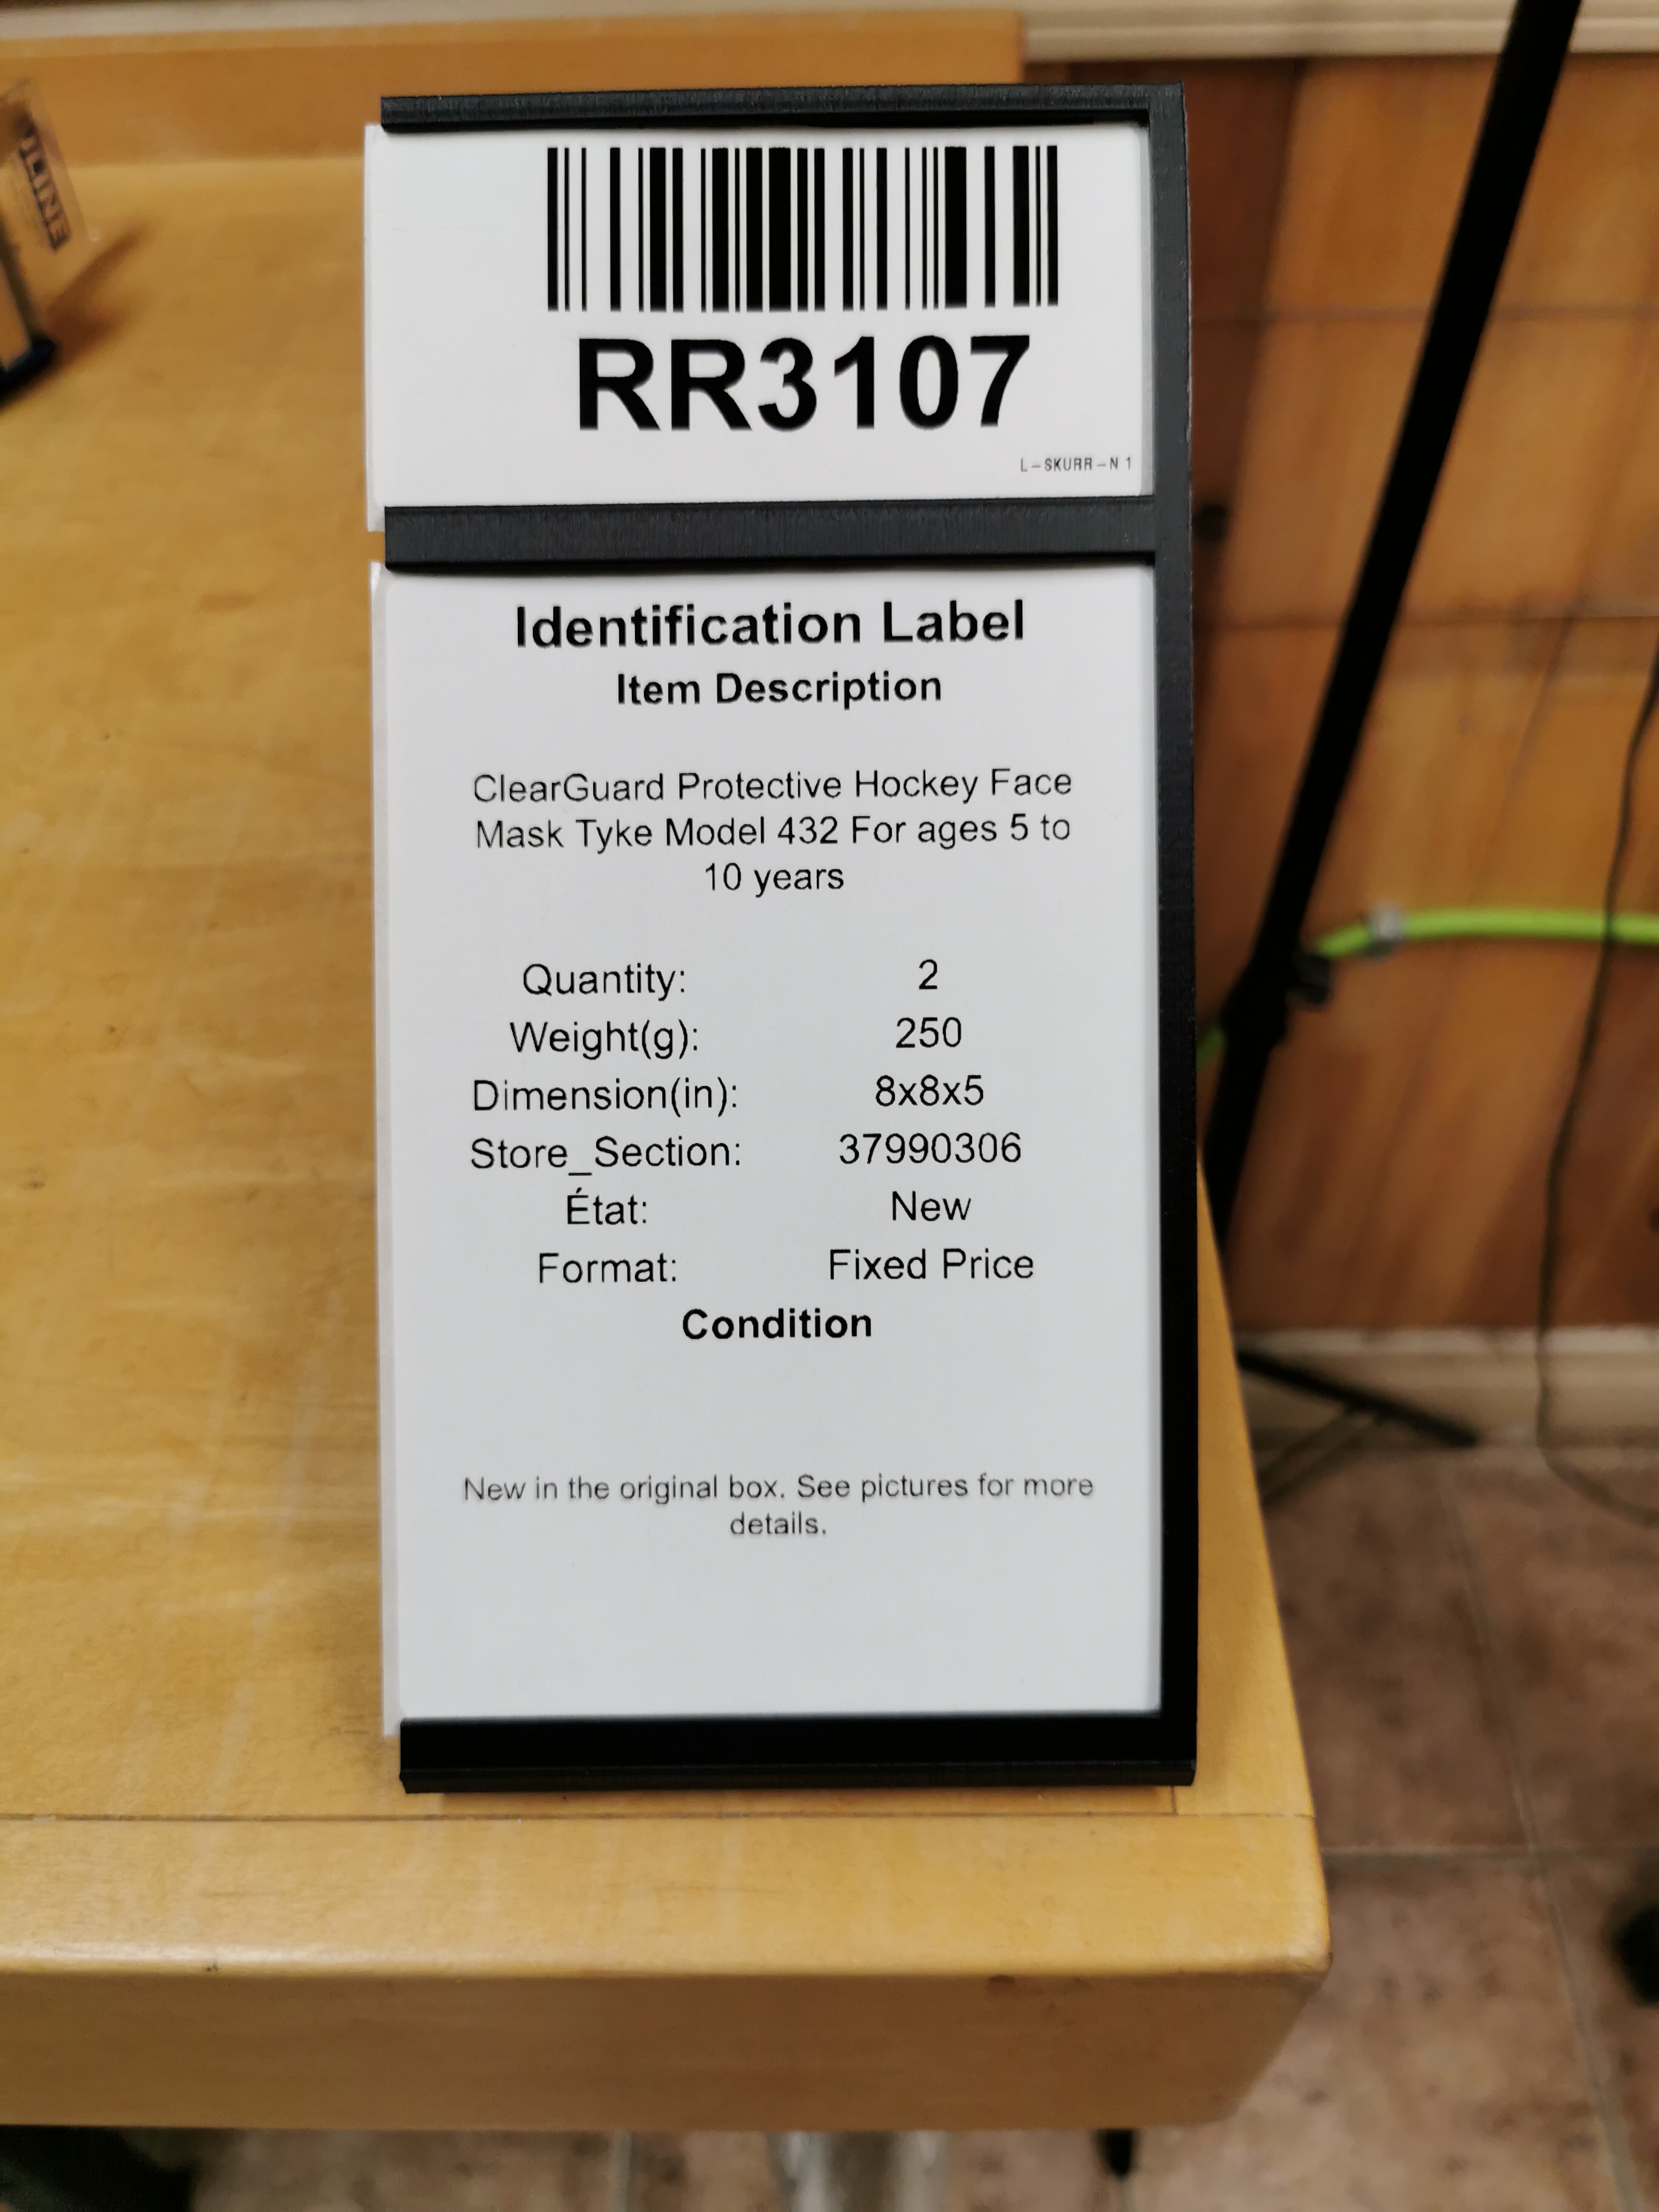 RR3107
L-SKURR-N 1
Identification Label
Item Description
ClearGuard Protective Hockey Face
Mask Tyke Model 432 For ages 5 to
10 years
Quantity: 2
Weight(g): 250
Dimension(in): 8x8x5
Store_Section: 37990306
État: New
Format: Fixed Price
Condition
New in the original box. See pictures for more
details.